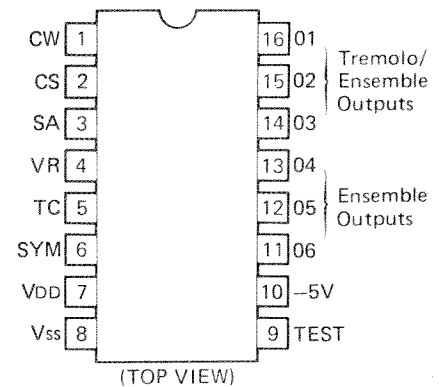 CW 1 16 01
CS 2 15 02
SA 3 14 03
Tremolo/
Ensemble
Outputs
VR 4 13 04
TC 5 12 05
SYM 6 11 06
Ensemble
Outputs
VDD 7 10 –5V
Vss 8 9 TEST
(TOP VIEW)